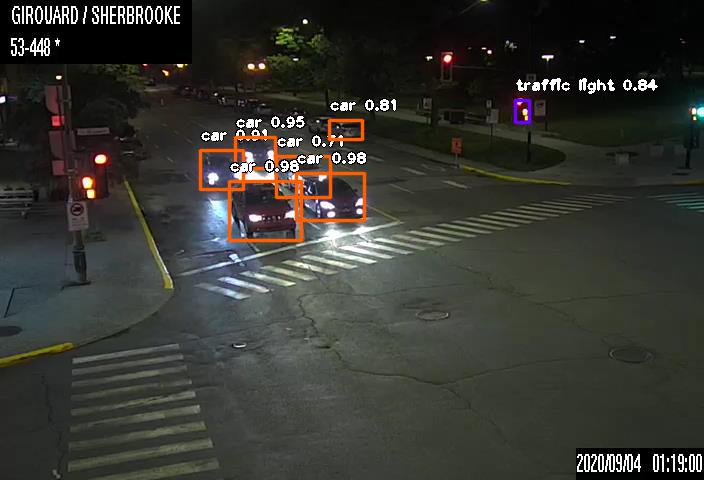 GIROUARD / SHERBROOKE
53-448 *
traffic light 0.84
car 0.81
car 0.95
car 0.91
car 0.71
car 0.98
car 0.98
2020/09/04 01:19:00